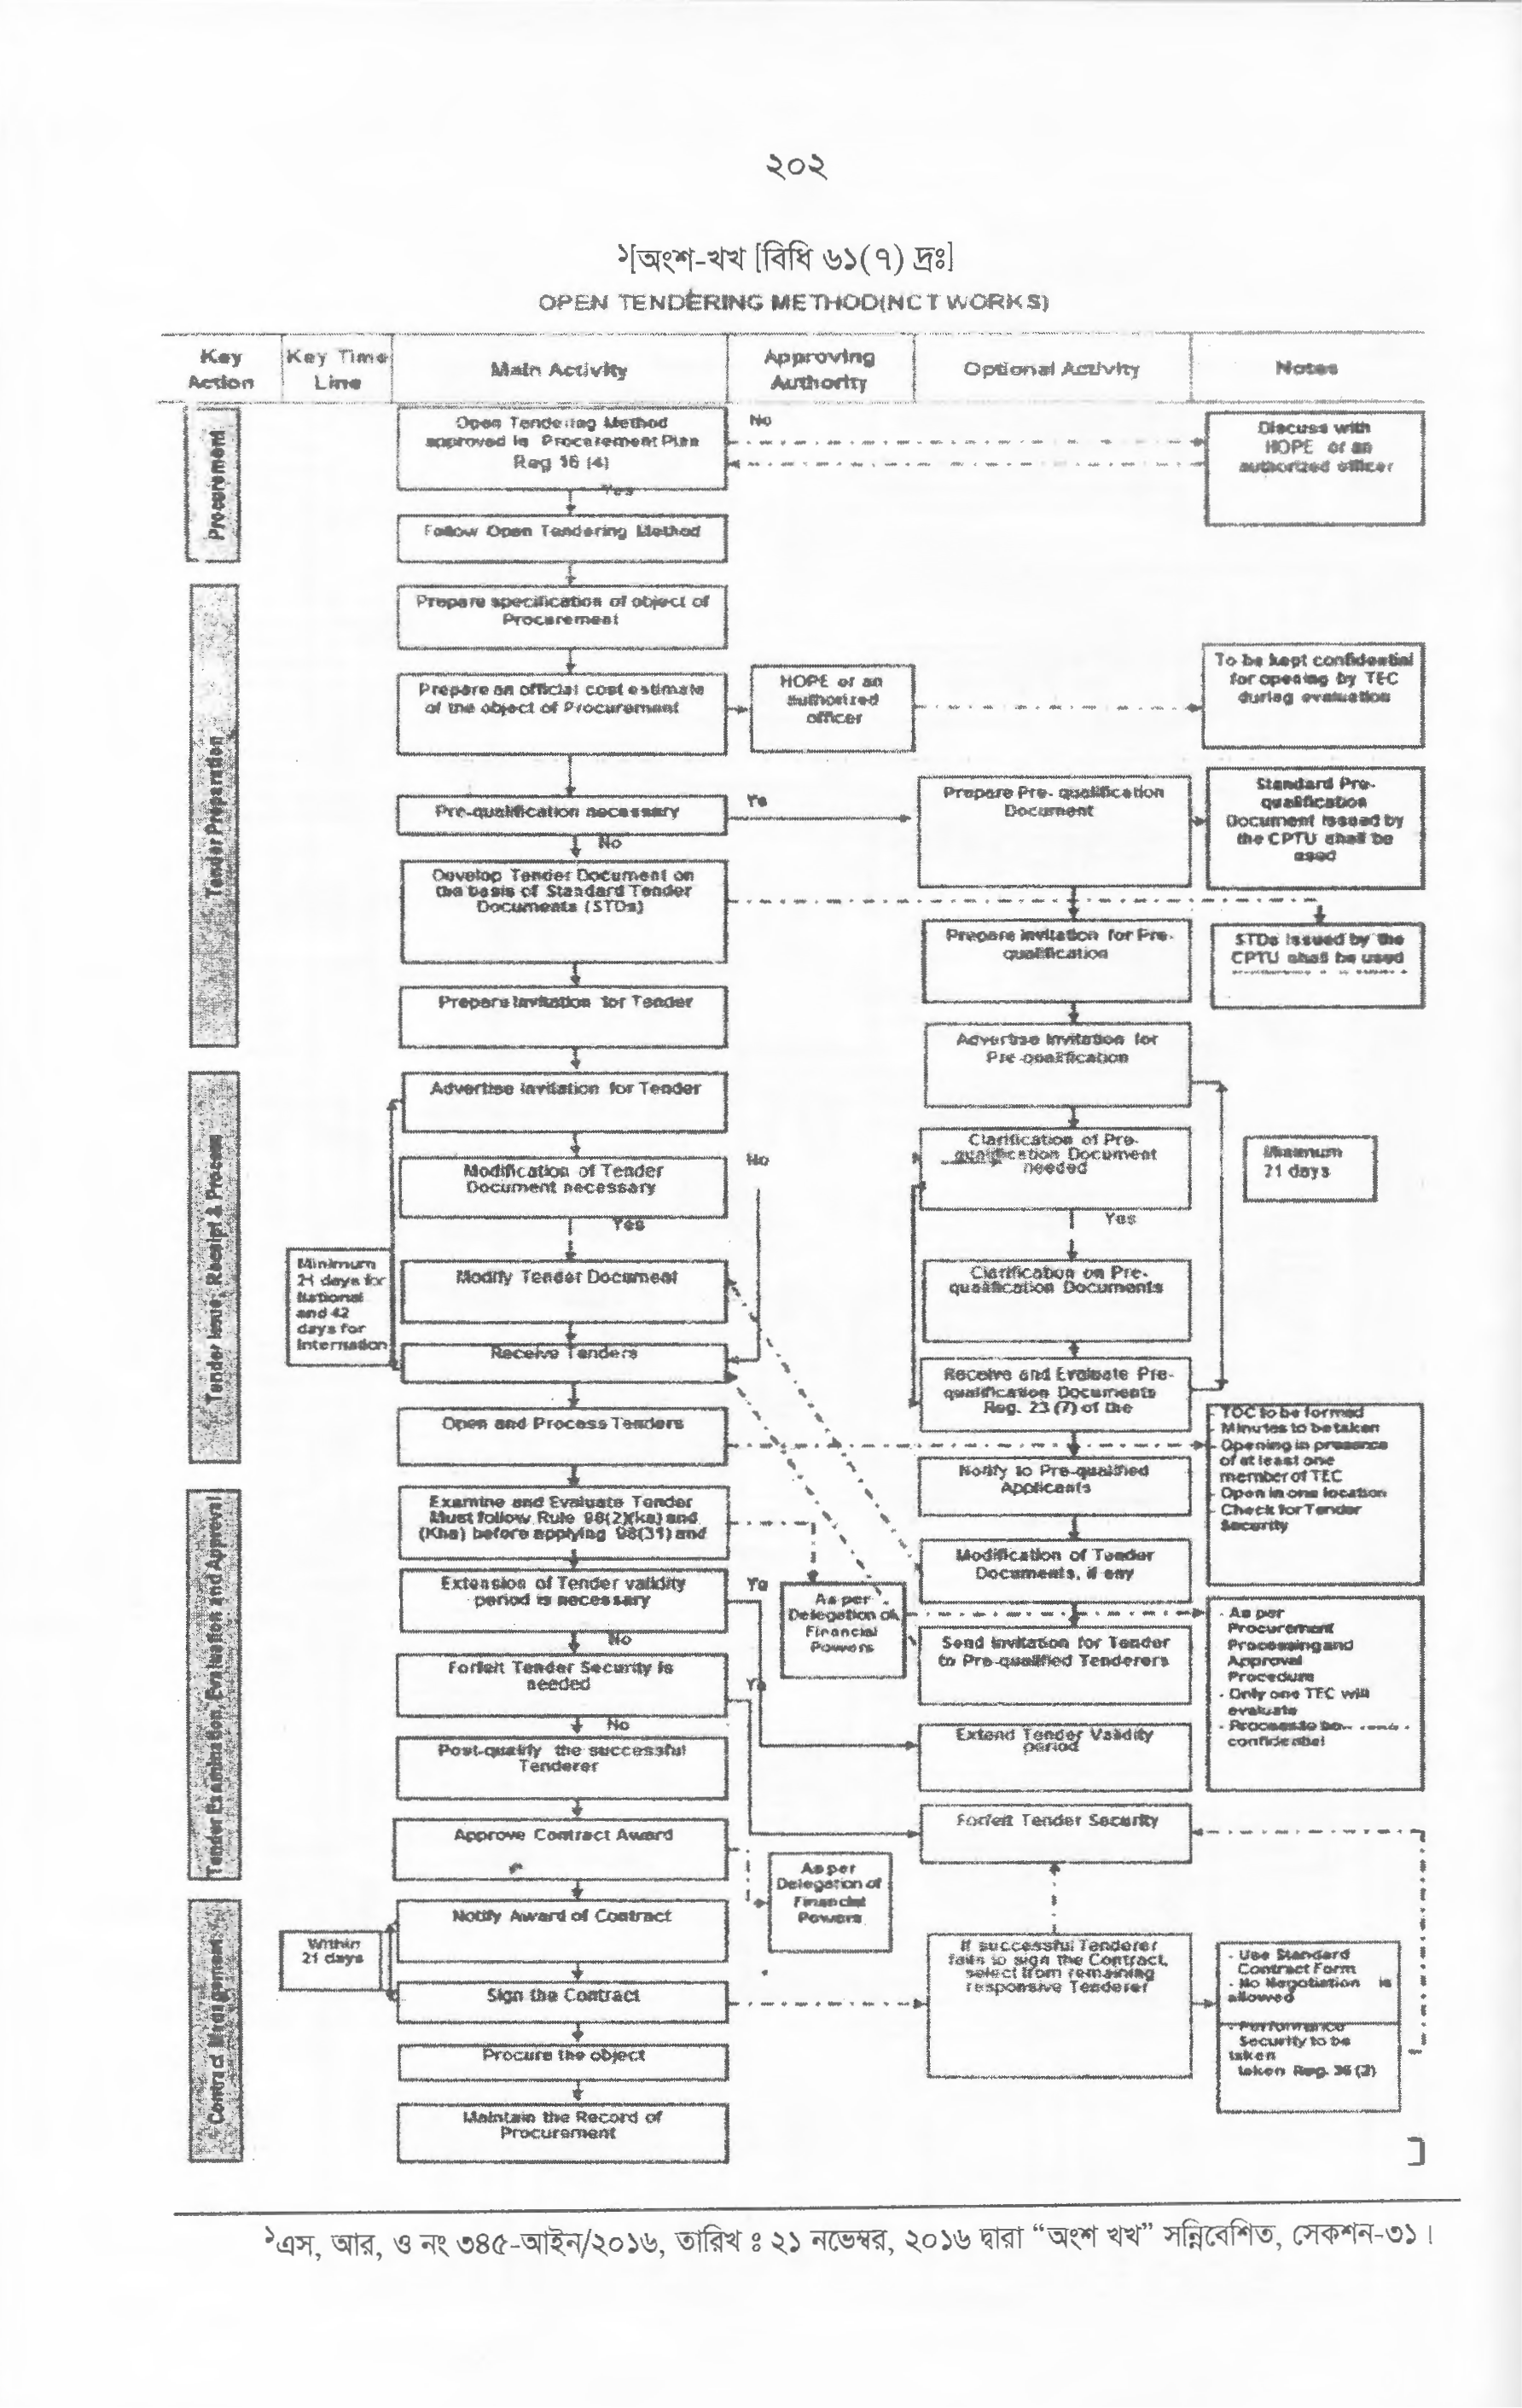 ২০২
১[অংশ-খখ [বিধি ৬১(৭) দ্রঃ]
OPEN TENDERING METHOD(NCT WORKS)
Key
Action
Key Time
Line
Main Activity
Approving
Authority
Optional Activity
Notes
Procurement
Open Tendering Method
approved in Procurement Plan
Reg 16 (4)
No
Yes
Discuss with
HOPE or an
authorized officer
Follow Open Tendering Method
Tender Preparation
Prepare specification of object of
Procurement
Prepare an official cost estimate
of the object of Procurement
HOPE or an
authorized
officer
To be kept confidential
for opening by TEC
during evaluation
Pre-qualification necessary
Ye
No
Prepare Pre- qualification
Document
Standard Pre-
qualification
Document issued by
the CPTU shall be
used
Develop Tender Document on
the basis of Standard Tender
Documents (STDs)
Prepare invitation for Pre-
qualification
STDs issued by the
CPTU shall be used
Prepare Invitation for Tender
Advertise Invitation for
Pre-qualification
Tender Issue; Receipt & Process
Advertise Invitation for Tender
Modification of Tender
Document necessary
No
Yes
Clarification of Pre-
qualification Document
needed
Yes
Minimum
21 days
Minimum
21 days for
National
and 42
days for
Internation
Modify Tender Document
Clarification on Pre-
qualification Documents
Receive Tenders
Receive and Evaluate Pre-
qualification Documents
Reg. 23 (7) of the
Open and Process Tenders
- TOC to be formed
- Minutes to be taken
- Opening in presence
of at least one
member of TEC
- Open in one location
- Check for Tender
Security
Notify to Pre-qualified
Applicants
Tender Examination, Evaluation and Approval
Examine and Evaluate Tender
Must follow Rule 98(2)(ka) and
(Kha) before applying 98(31) and
Modification of Tender
Documents, if any
Extension of Tender validity
period is necessary
Ye
No
As per
Delegation of
Financial
Powers
- As per
Procurement
Processing and
Approval
Procedure
- Only one TEC will
evaluate
- Process to be
confidential
Send Invitation for Tender
to Pre-qualified Tenderers
Forfeit Tender Security is
needed
Ye
No
Post-qualify the successful
Tenderer
Extend Tender Validity
period
Approve Contract Award
Forfeit Tender Security
As per
Delegation of
Financial
Powers
Contract Management
Notify Award of Contract
Within
21 days
Sign the Contract
If successful Tenderer
fails to sign the Contract,
select from remaining
responsive Tenderer
- Use Standard
Contract Form
- No Negotiation is
allowed
- Performance
Security to be
taken
taken Reg. 36 (2)
Procure the object
Maintain the Record of
Procurement
]
১এস, আর, ও নং ৩৪৫-আইন/২০১৬, তারিখ ঃ ২১ নভেম্বর, ২০১৬ দ্বারা “অংশ খখ” সন্নিবেশিত, সেকশন-৩১।